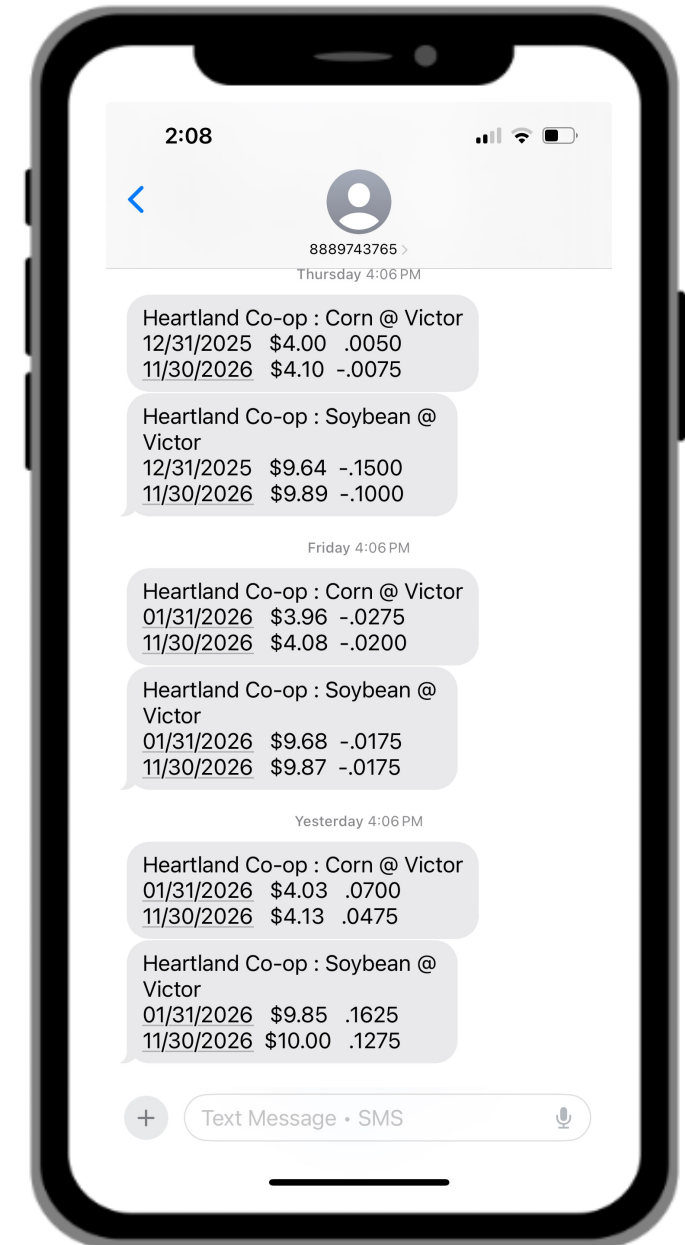 2:08
8889743765
Thursday 4:06 PM
Heartland Co-op : Corn @ Victor
12/31/2025 $4.00 .0050
11/30/2026 $4.10 -.0075
Heartland Co-op : Soybean @
Victor
12/31/2025 $9.64 -.1500
11/30/2026 $9.89 -.1000
Friday 4:06 PM
Heartland Co-op : Corn @ Victor
01/31/2026 $3.96 -.0275
11/30/2026 $4.08 -.0200
Heartland Co-op : Soybean @
Victor
01/31/2026 $9.68 -.0175
11/30/2026 $9.87 -.0175
Yesterday 4:06 PM
Heartland Co-op : Corn @ Victor
01/31/2026 $4.03 .0700
11/30/2026 $4.13 .0475
Heartland Co-op : Soybean @
Victor
01/31/2026 $9.85 .1625
11/30/2026 $10.00 .1275
Text Message • SMS